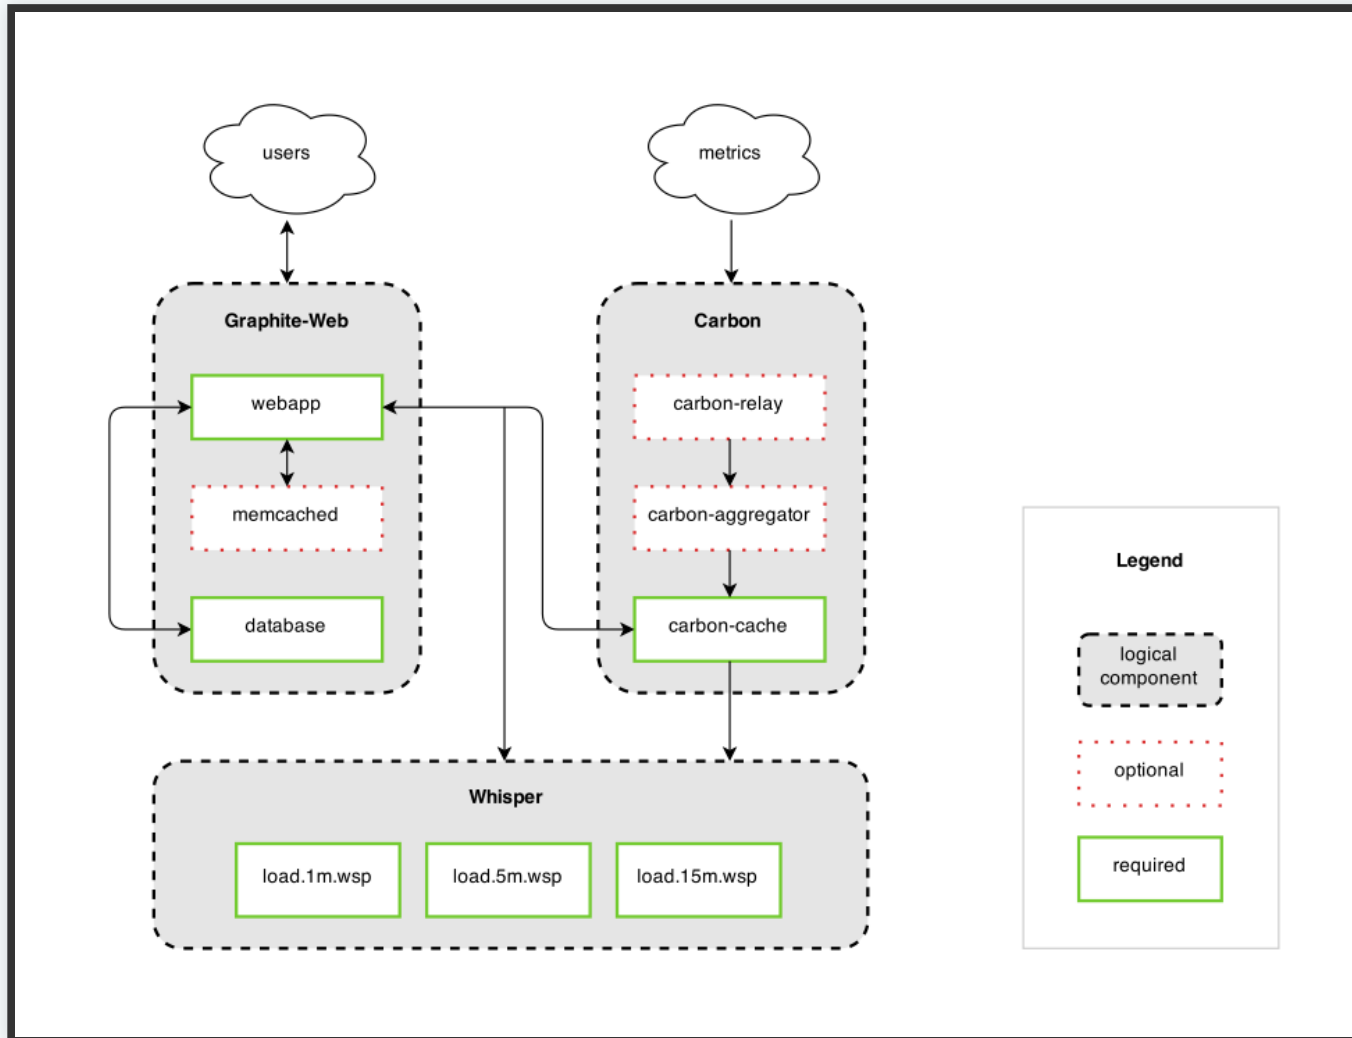 users
metrics
Graphite-Web
webapp
memcached
database
Carbon
carbon-relay
carbon-aggregator
carbon-cache
Whisper
load.1m.wsp
load.5m.wsp
load.15m.wsp
Legend
logical
component
optional
required